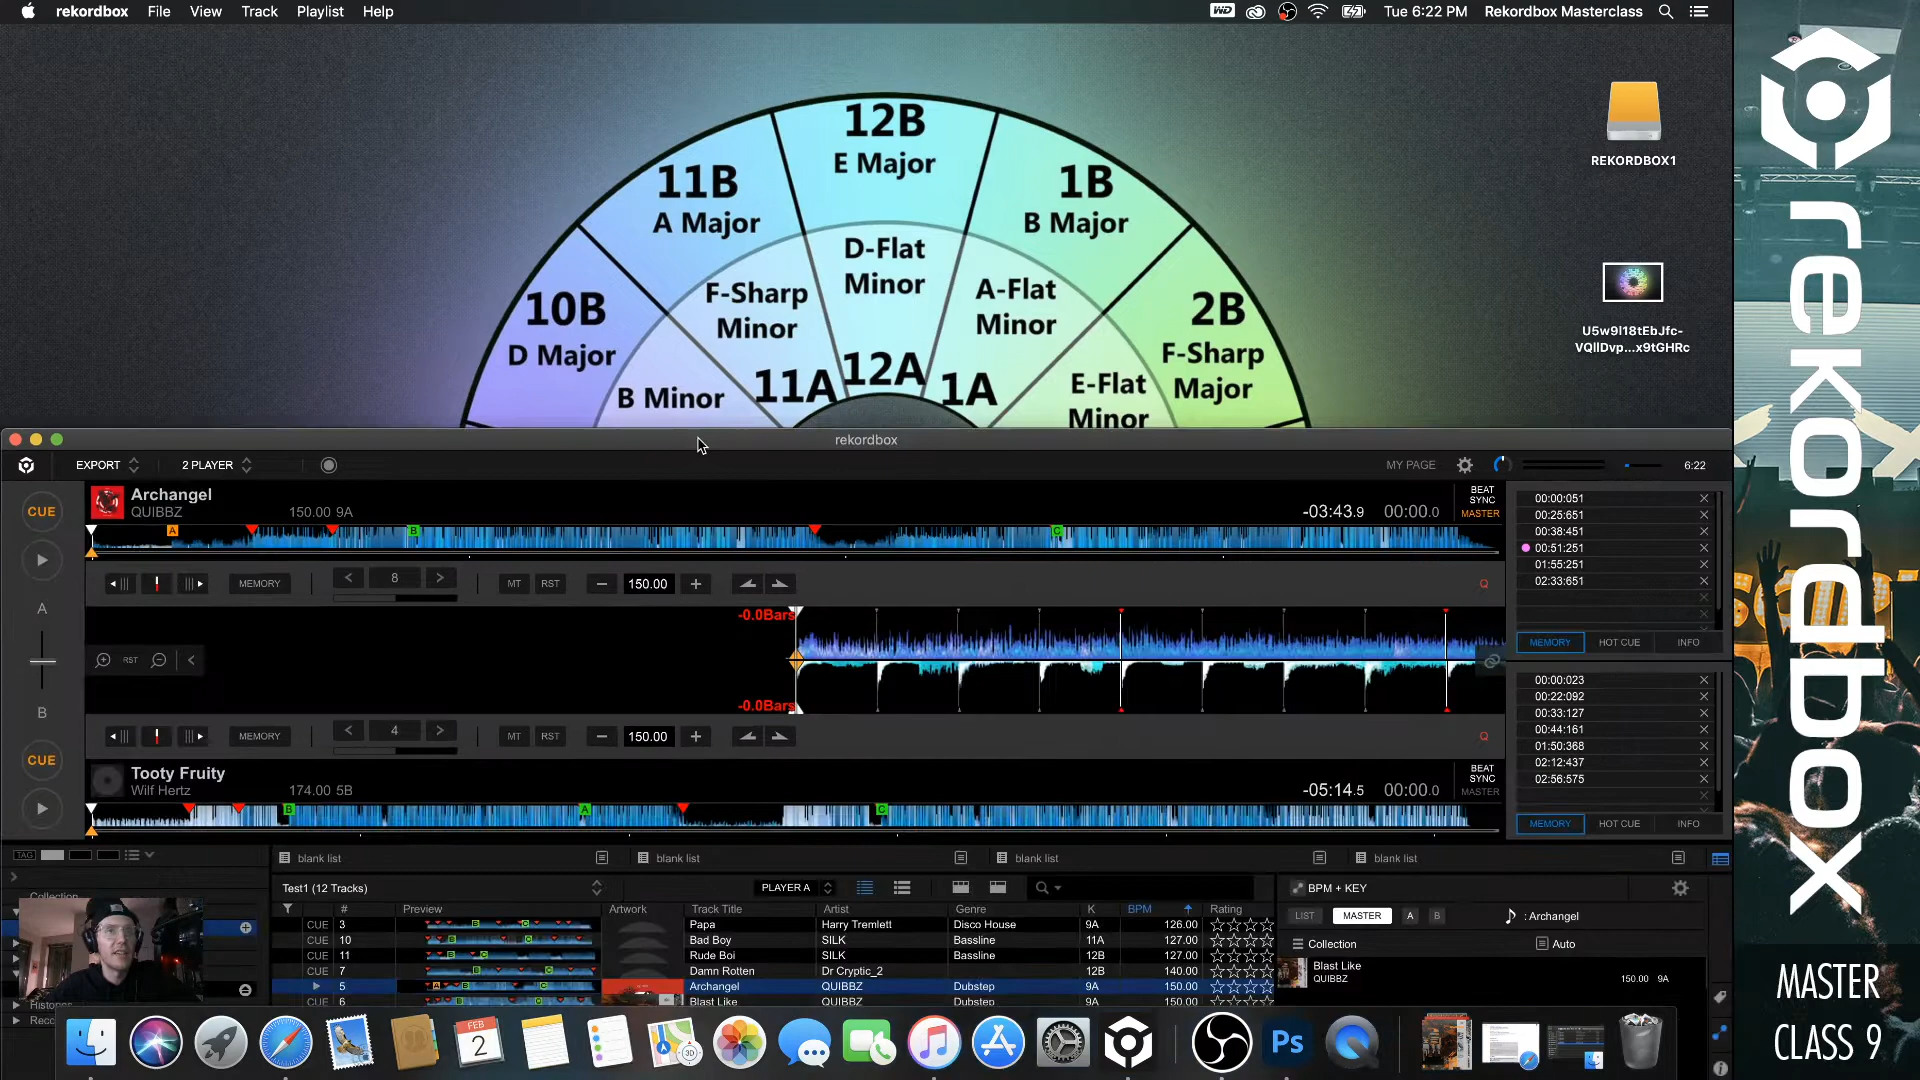 rekordbox File View Track Playlist Help
Tue 6:22 PM Rekordbox Masterclass
12B
E Major
11B
A Major
1B
B Major
10B
D Major
2B
F-Sharp
Major
D-Flat
Minor
F-Sharp
Minor
A-Flat
Minor
B Minor
11A
12A
1A
E-Flat
Minor
REKORDBOX1
U5w9I18tEbJfc-
VQIlDvp...x9tGHRc
rekordbox
EXPORT
2 PLAYER
MY PAGE
6:22
CUE
Archangel
QUIBBZ
150.00 9A
-03:43.9 00:00.0
BEAT
SYNC
MASTER
A
B
C
MEMORY
< 8 >
MT RST
- 150.00 +
Q
A
-0.0Bars
RST
<
-0.0Bars
B
MEMORY
< 4 >
MT RST
- 150.00 +
Q
CUE
Tooty Fruity
Wilf Hertz
174.00 5B
-05:14.5 00:00.0
BEAT
SYNC
MASTER
B
A
C
00:00:051
00:25:651
00:38:451
00:51:251
01:55:251
02:33:651
MEMORY HOT CUE INFO
00:00:023
00:22:092
00:33:127
00:44:161
01:50:368
02:12:437
02:56:575
MEMORY HOT CUE INFO
TAG
blank list
blank list
blank list
blank list
Collection
Test1 (12 Tracks)
PLAYER A
# Preview Artwork Track Title Artist Genre K BPM Rating
CUE 3 Papa Harry Tremlett Disco House 9A 126.00
CUE 10 Bad Boy SILK Bassline 11A 127.00
CUE 11 Rude Boi SILK Bassline 12B 127.00
CUE 7 Damn Rotten Dr Cryptic_2 12B 140.00
5 Archangel QUIBBZ Dubstep 9A 150.00
CUE 6 Blast Like QUIBBZ Dubstep 9A 150.00
BPM + KEY
LIST MASTER A B : Archangel
Collection Auto
Blast Like
QUIBBZ
150.00 9A
FEB
2
3D
Ps
rekordbox
MASTER
CLASS 9